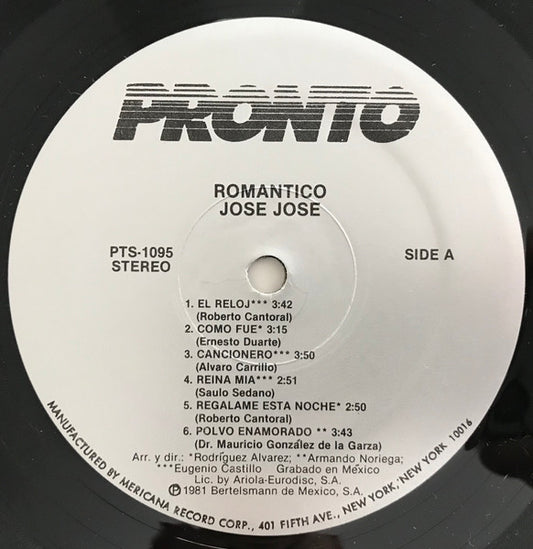 PRONTO
ROMANTICO
JOSE JOSE
PTS-1095
STEREO
SIDE A
1. EL RELOJ*** 3:42
(Roberto Cantoral)
2. COMO FUE* 3:15
(Ernesto Duarte)
3. CANCIONERO*** 3:50
(Alvaro Carrilio)
4. REINA MIA*** 2:51
(Saulo Sedano)
5. REGALAME ESTA NOCHE* 2:50
(Roberto Cantoral)
6. POLVO ENAMORADO ** 3:43
(Dr. Mauricio González de la Garza)
Arr. y dir.: *Rodríguez Alvarez; **Armando Noriega;
***Eugenio Castillo Grabado en México
Lic. by Ariola-Eurodisc, S.A.
Ⓟ1981 Bertelsmann de Mexico, S.A.
MANUFACTURED BY MERICANA RECORD CORP., 401 FIFTH AVE., NEW YORK, NEW YORK 10016